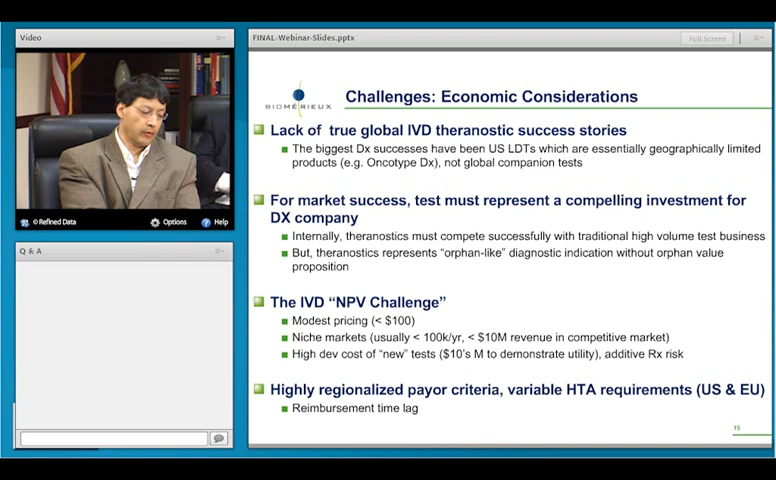 Video
© Refined Data
Options
Help
Q & A
FINAL-Webinar-Slides.pptx
Full Screen
BIOMÉRIEUX
Challenges: Economic Considerations
Lack of true global IVD theranostic success stories
The biggest Dx successes have been US LDTs which are essentially geographically limited
products (e.g. Oncotype Dx), not global companion tests
For market success, test must represent a compelling investment for
DX company
Internally, theranostics must compete successfully with traditional high volume test business
But, theranostics represents “orphan-like” diagnostic indication without orphan value
proposition
The IVD “NPV Challenge”
Modest pricing (< $100)
Niche markets (usually < 100k/yr, < $10M revenue in competitive market)
High dev cost of “new” tests ($10’s M to demonstrate utility), additive Rx risk
Highly regionalized payor criteria, variable HTA requirements (US & EU)
Reimbursement time lag
15